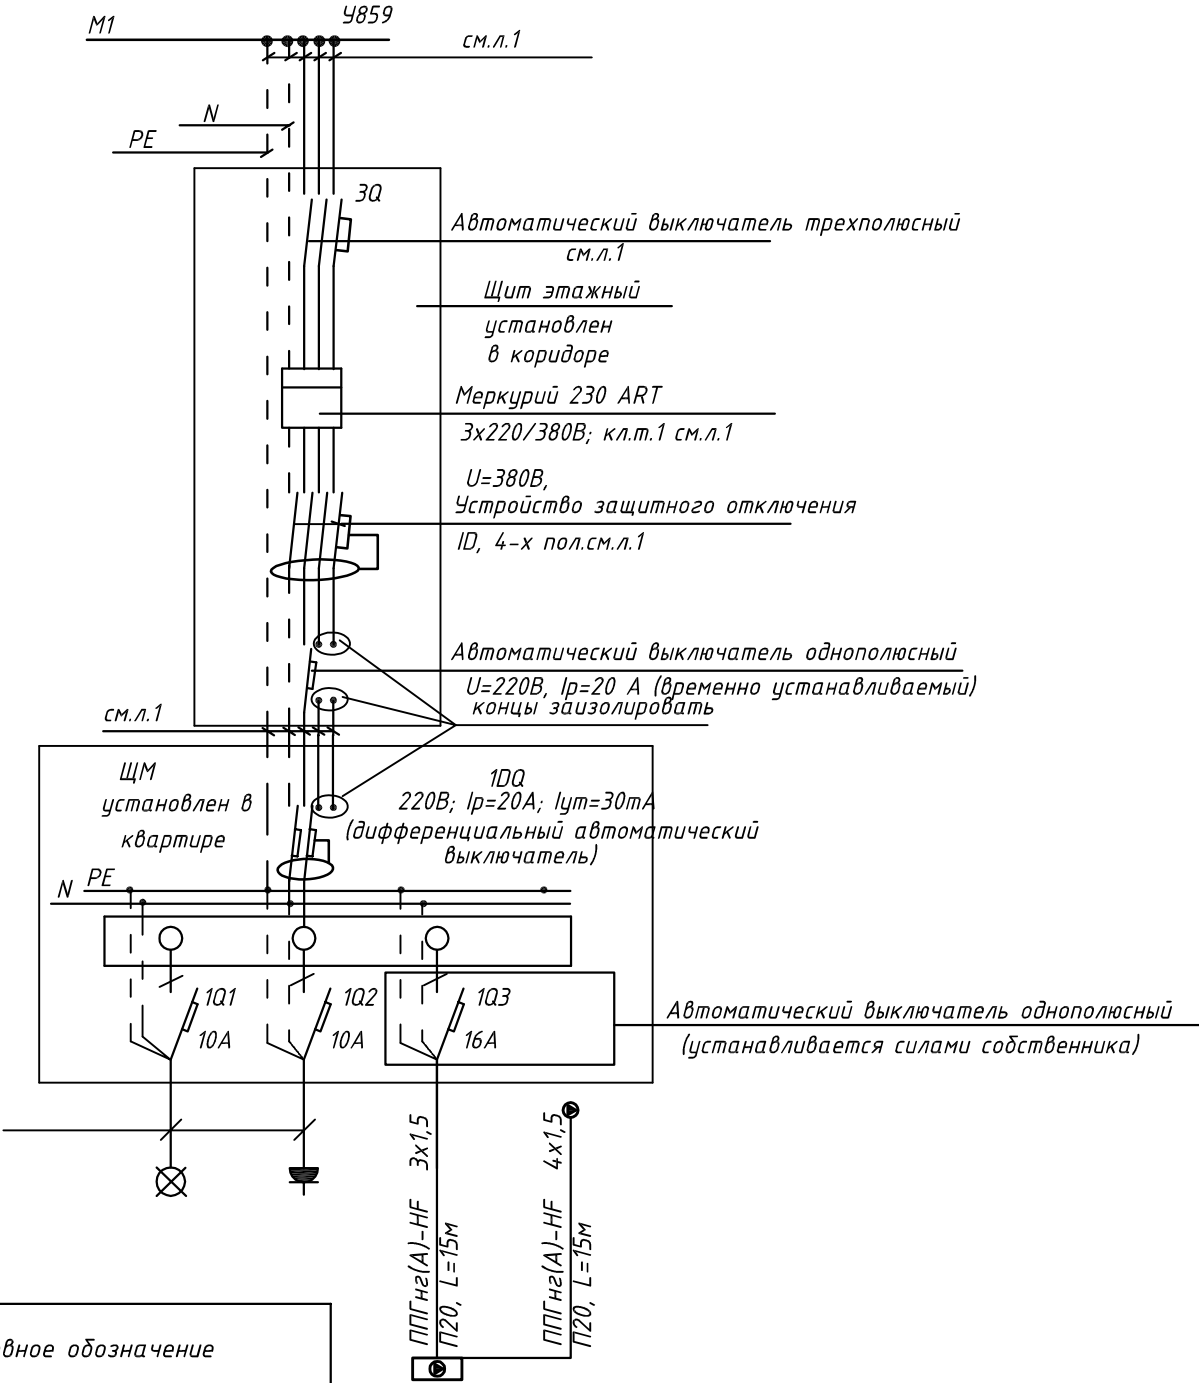 М1
У859
см.л.1
N
PE
3Q
Автоматический выключатель трехполюсный
см.л.1
Щит этажный
установлен
в коридоре
Меркурий 230 ART
3х220/380В; кл.т.1 см.л.1
U=380В,
Устройство защитного отключения
ID, 4-х пол.см.л.1
Автоматический выключатель однополюсный
U=220В, Iр=20 А (временно устанавливаемый)
концы заизолировать
см.л.1
ЩМ
установлен в
квартире
1DQ
220В; Iр=20А; Iут=30mA
(дифференциальный автоматический
выключатель)
PE
N
1Q1
10А
1Q2
10А
1Q3
16А
Автоматический выключатель однополюсный
(устанавливается силами собственника)
ППГнг(А)-HF 3х1,5
П20, L=15м
ППГнг(А)-HF 4х1,5
П20, L=15м
вное обозначение